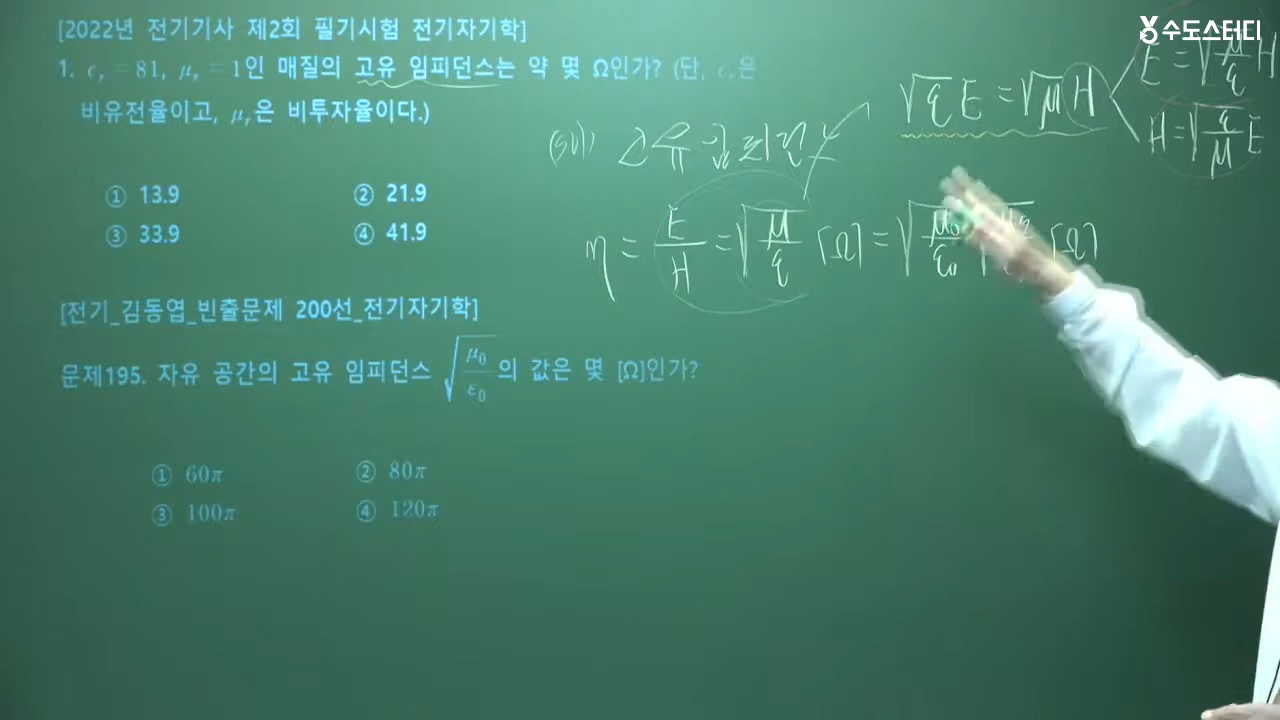 수도스터디
[2022년 전기기사 제2회 필기시험 전기자기학]
1. ϵᵣ = 81, μᵣ = 1인 매질의 고유 임피던스는 약 몇 Ω인가? (단, ϵᵣ은
비유전율이고, μᵣ은 비투자율이다.)
① 13.9 ② 21.9
③ 33.9 ④ 41.9
[전기_김동엽_빈출문제 200선_전기자기학]
문제195. 자유 공간의 고유 임피던스 √(μ₀/ε₀)의 값은 몇 [Ω]인가?
① 60π ② 80π
③ 100π ④ 120π
고유임피던스
√ε E = √μ H
E = √(μ/ε) H
H = √(ε/μ) E
η = E/H = √(μ/ε) [Ω] = √(μ₀/ε₀) [Ω]